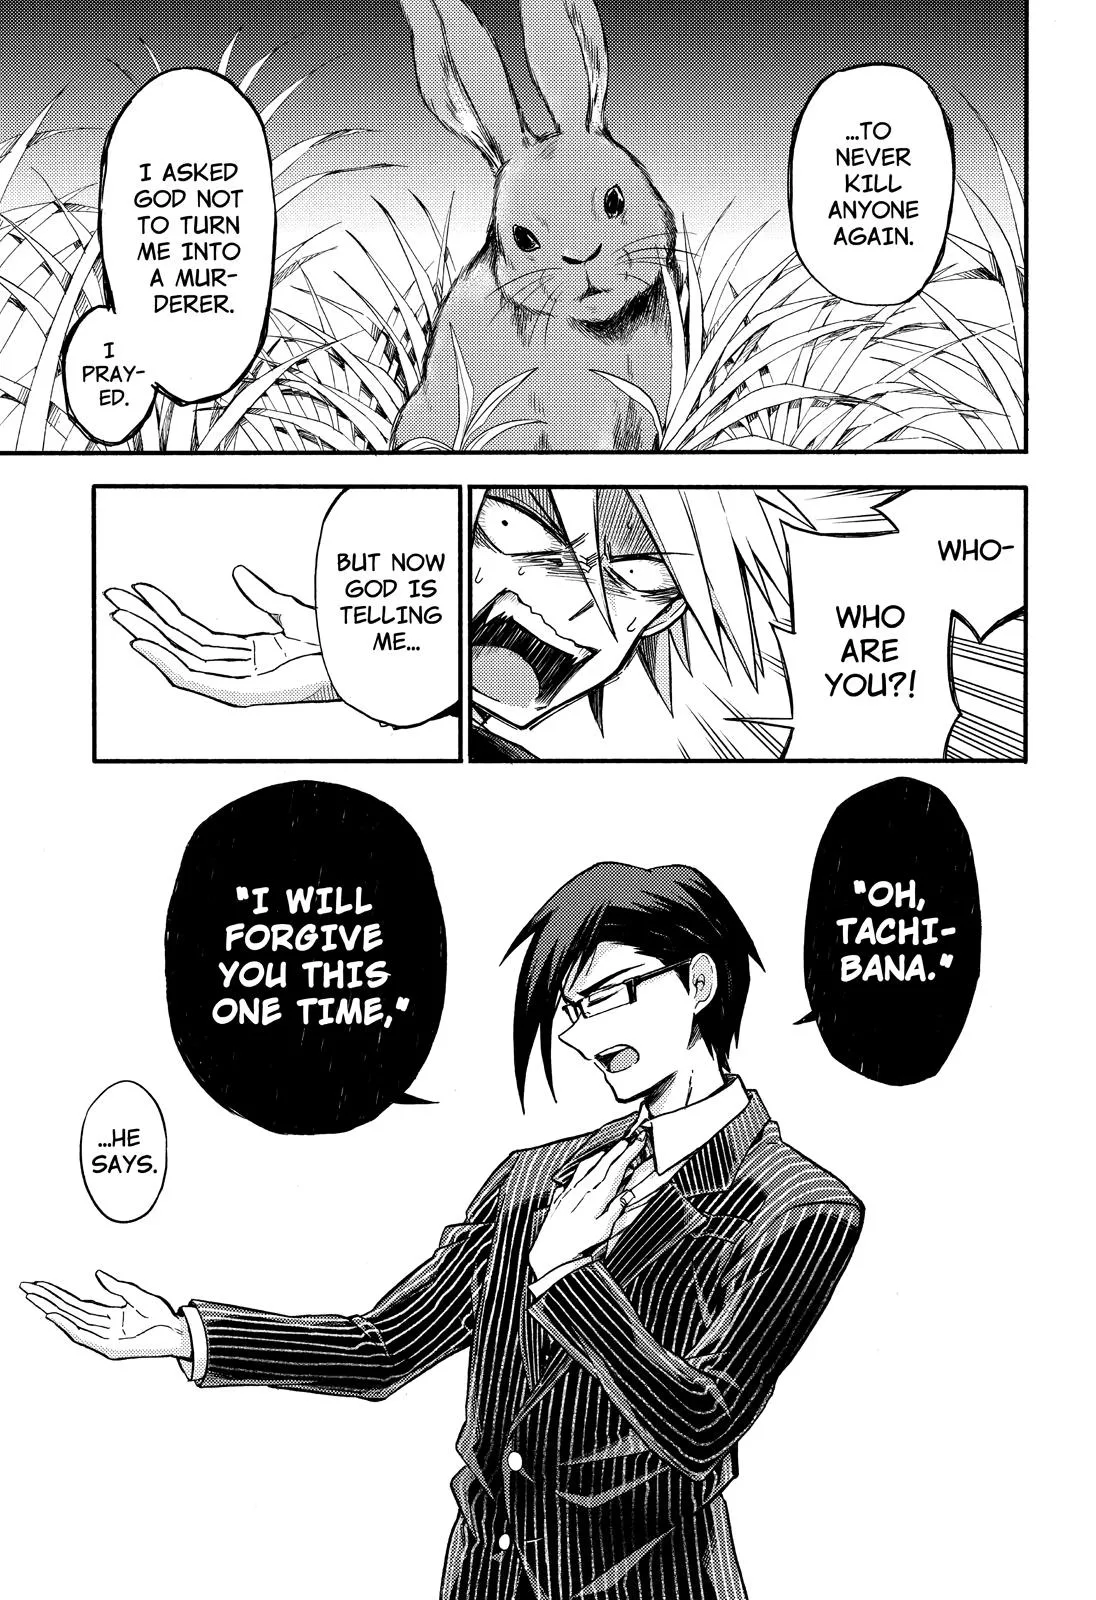 ...TO
NEVER
KILL
ANYONE
AGAIN.
I ASKED
GOD NOT
TO TURN
ME INTO
A MUR-
DERER.
I
PRAY-
ED.
WHO-
WHO
ARE
YOU?!
BUT NOW
GOD IS
TELLING
ME...
"OH,
TACHI-
BANA."
"I WILL
FORGIVE
YOU THIS
ONE TIME,"
...HE
SAYS.